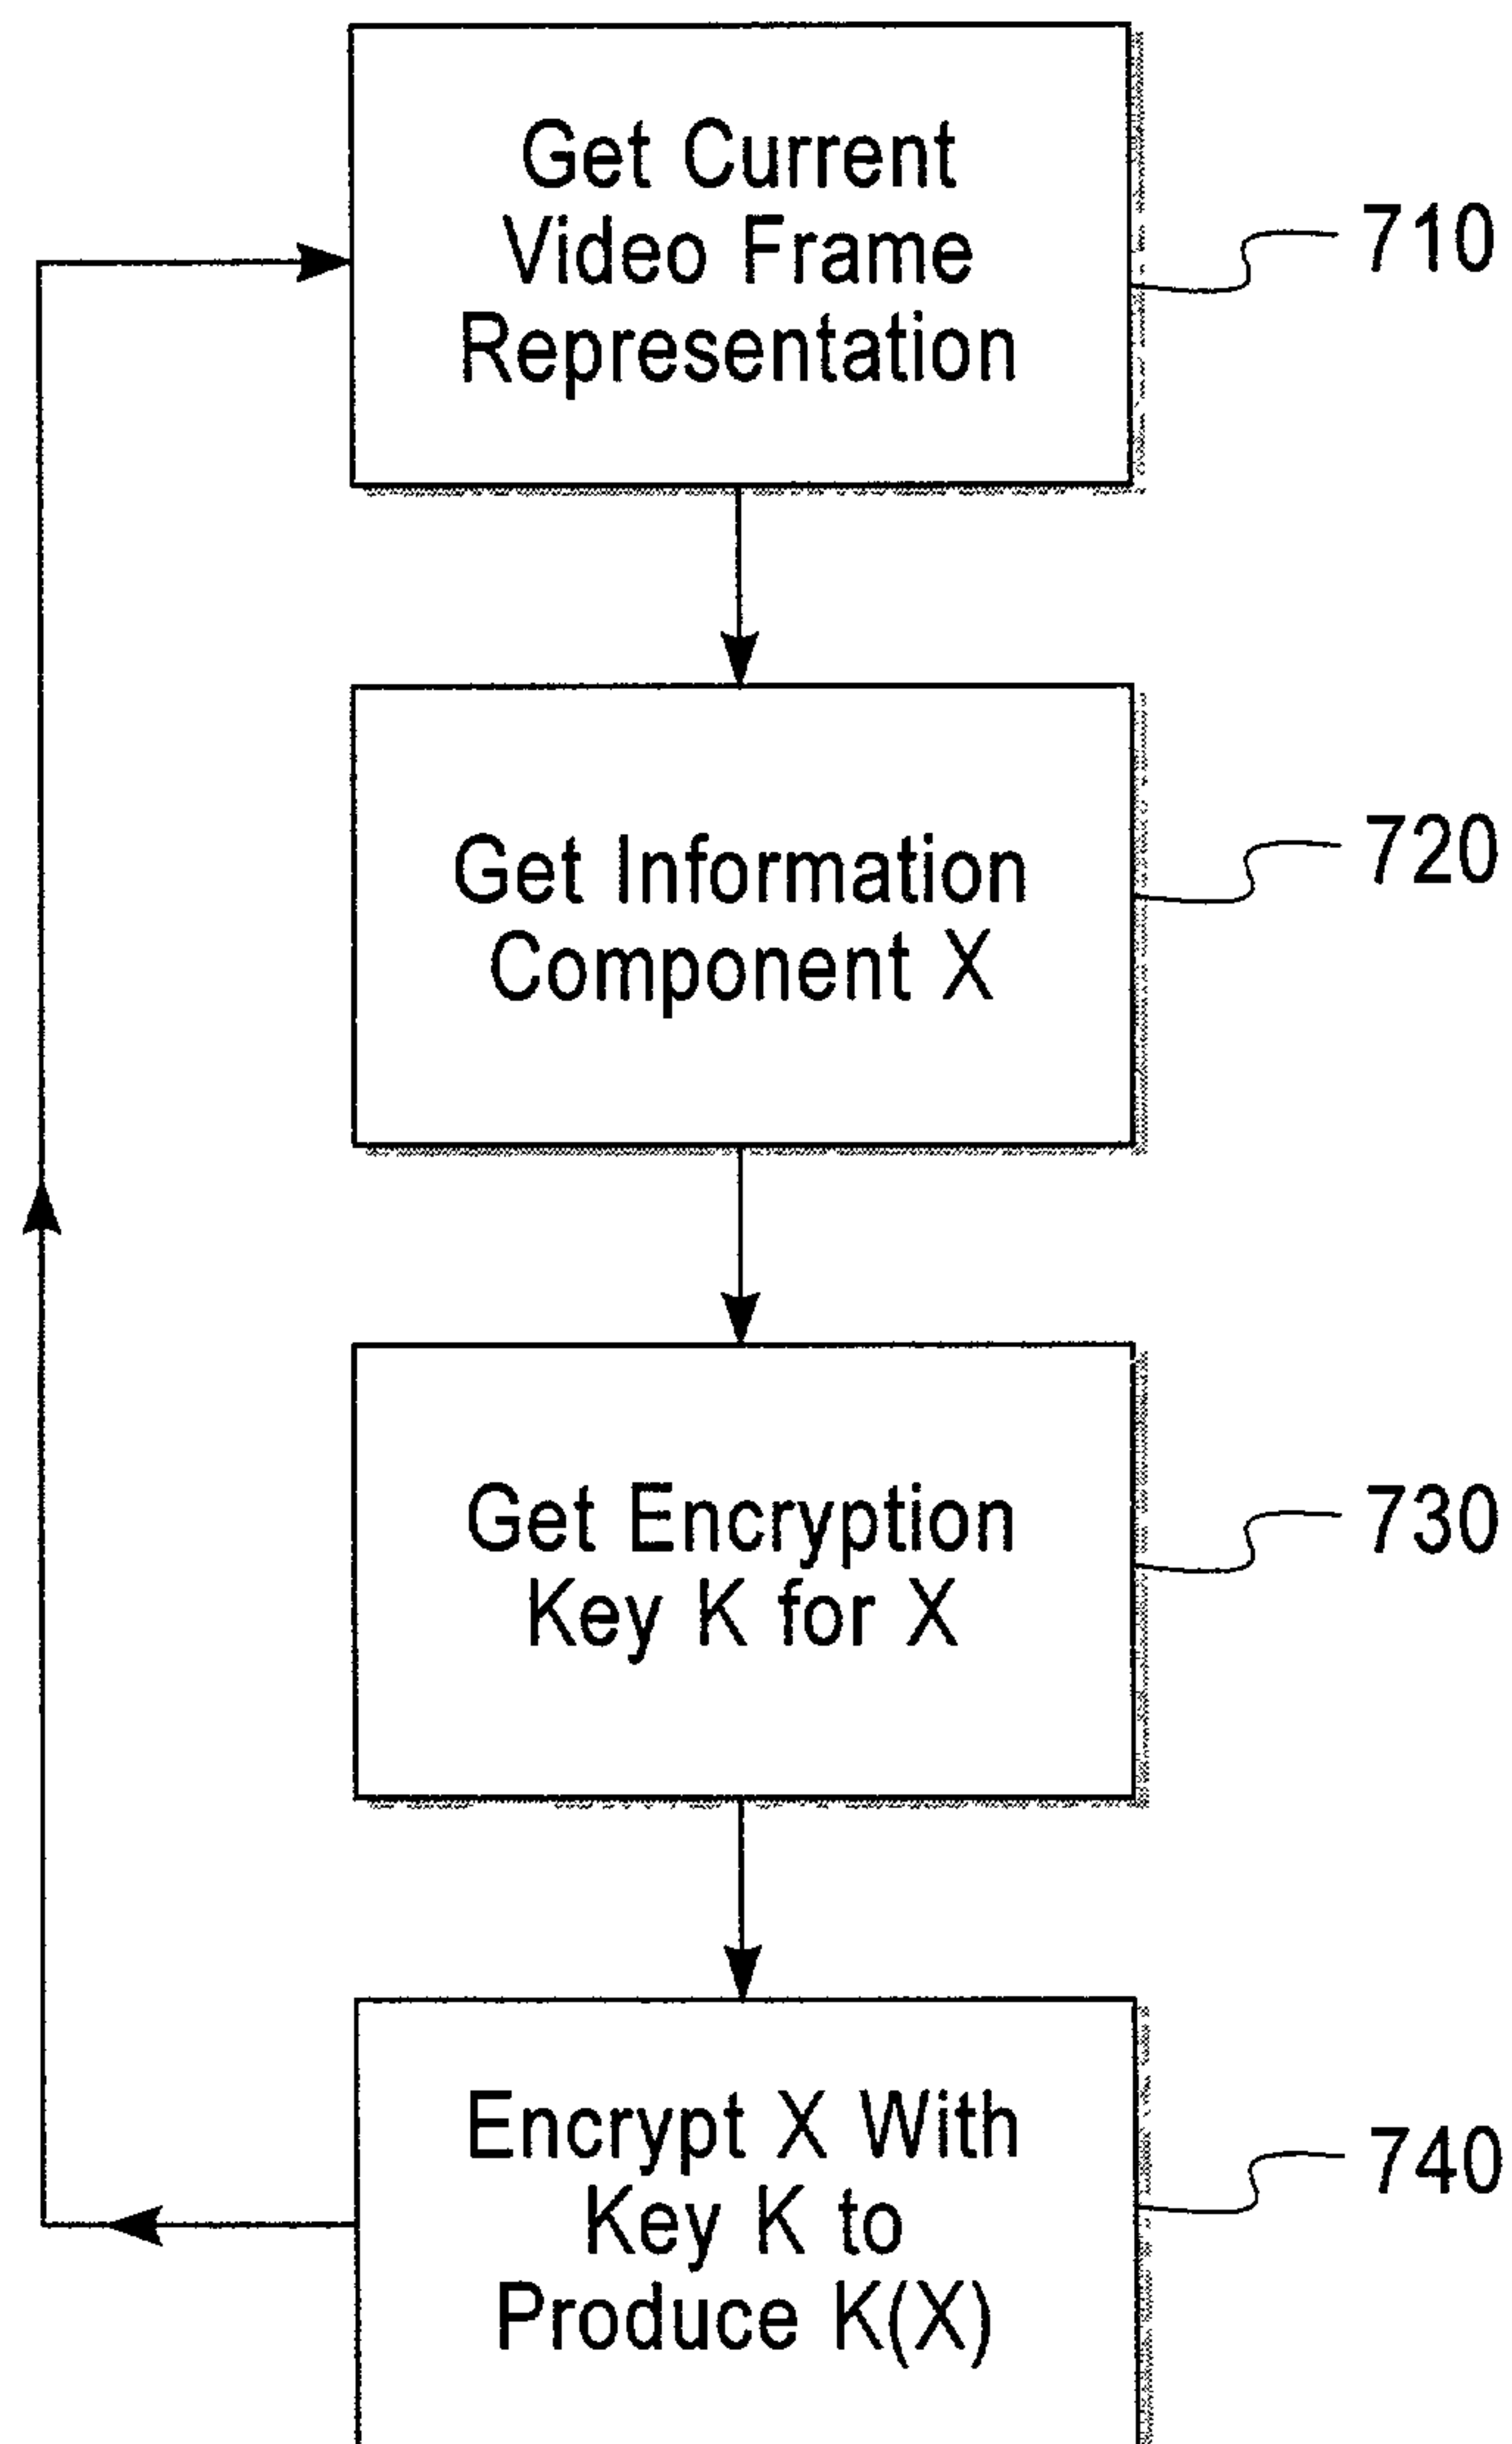 Get Current
Video Frame
Representation
710
Get Information
Component X
720
Get Encryption
Key K for X
730
Encrypt X With
Key K to
Produce K(X)
740